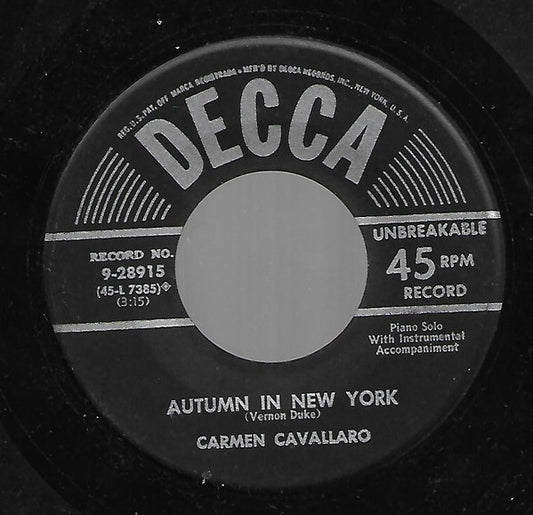 REG. U.S. PAT. OFF. MARCA REGISTRADA • MF'D BY DECCA RECORDS, INC., NEW YORK, U.S.A.
DECCA
RECORD NO.
9-28915
(45-L 7385)
(3:15)
UNBREAKABLE
45 RPM
RECORD
Piano Solo
With Instrumental
Accompaniment
AUTUMN IN NEW YORK
(Vernon Duke)
CARMEN CAVALLARO